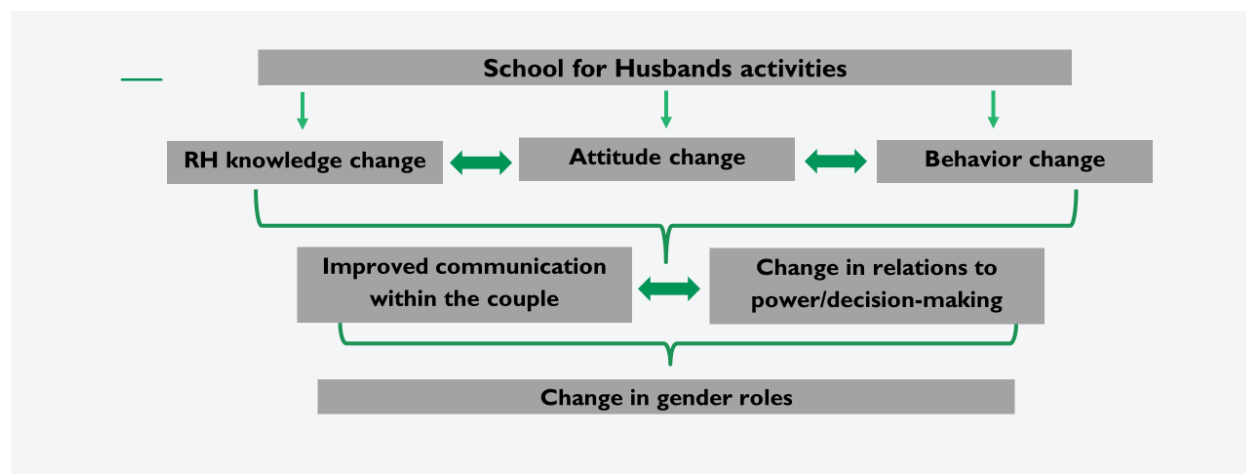 School for Husbands activities
RH knowledge change
Attitude change
Behavior change
Improved communication
within the couple
Change in relations to
power/decision-making
Change in gender roles